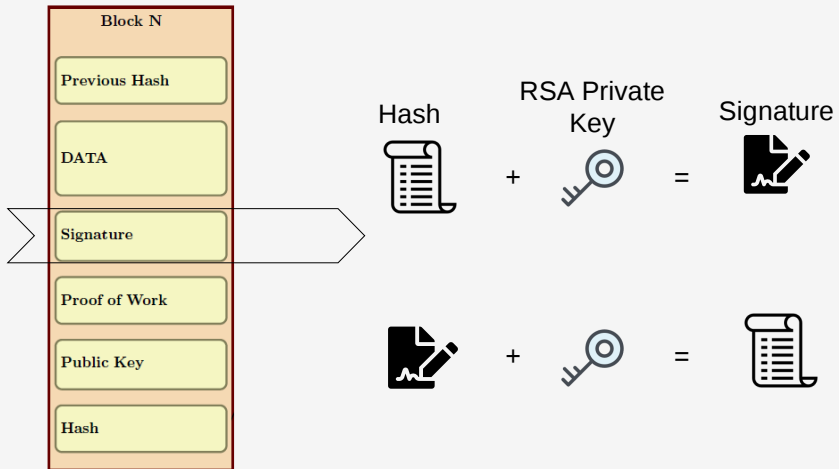 Block N
Previous Hash
DATA
Signature
Proof of Work
Public Key
Hash
Hash
RSA Private
Key
Signature
+
=
+
=